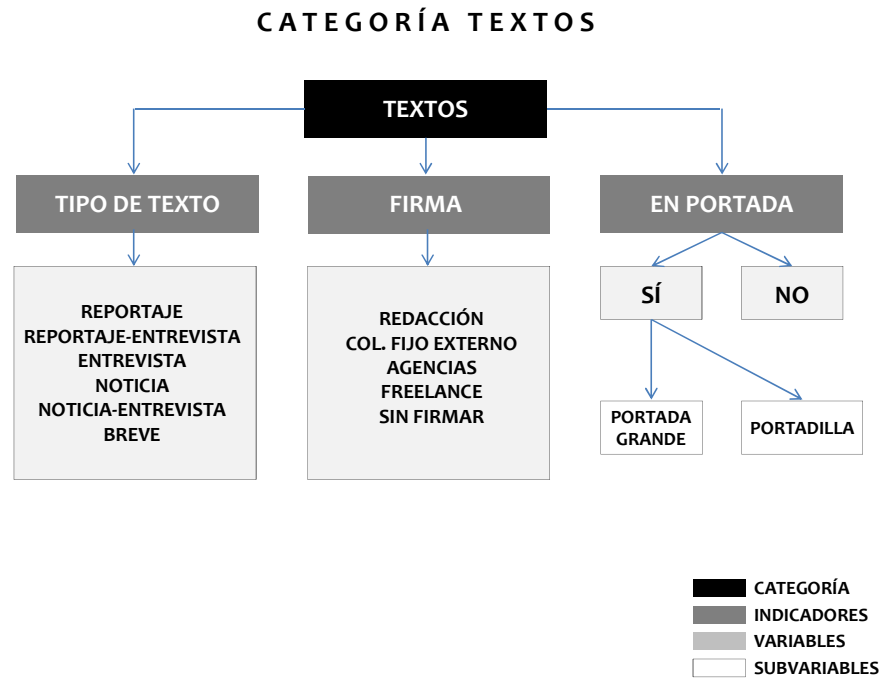 CATEGORÍA TEXTOS
TEXTOS
TIPO DE TEXTO
FIRMA
EN PORTADA
REPORTAJE
REPORTAJE-ENTREVISTA
ENTREVISTA
NOTICIA
NOTICIA-ENTREVISTA
BREVE
REDACCIÓN
COL. FIJO EXTERNO
AGENCIAS
FREELANCE
SIN FIRMAR
SÍ
NO
PORTADA
GRANDE
PORTADILLA
CATEGORÍA
INDICADORES
VARIABLES
SUBVARIABLES